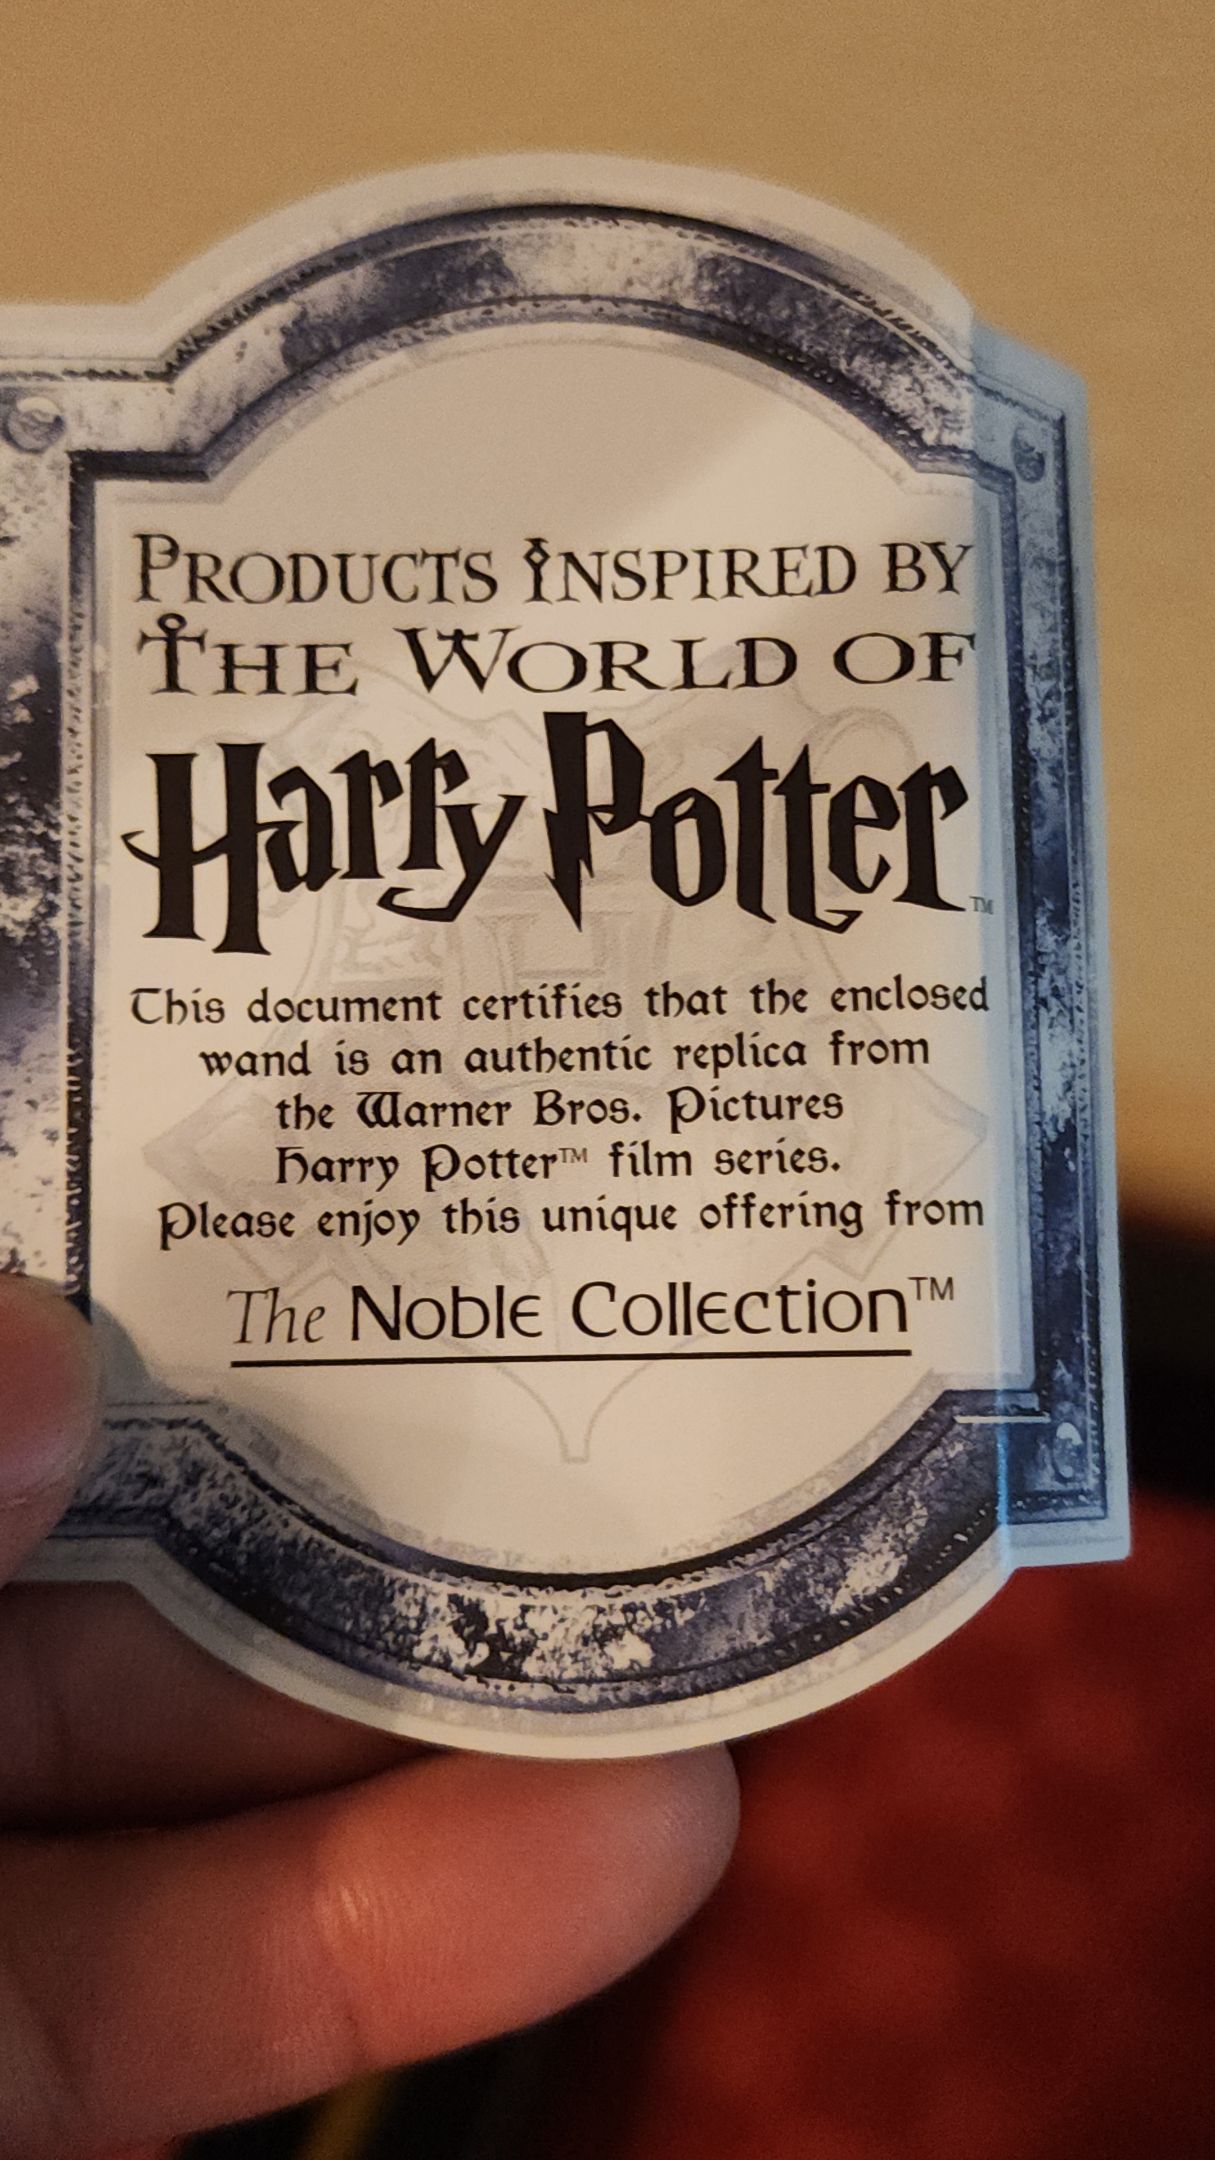 PRODUCTS INSPIRED BY
THE WORLD OF
Harry Potter™
This document certifies that the enclosed
wand is an authentic replica from
the Warner Bros. Pictures
Harry Potter™ film series.
Please enjoy this unique offering from
The Noble Collection™